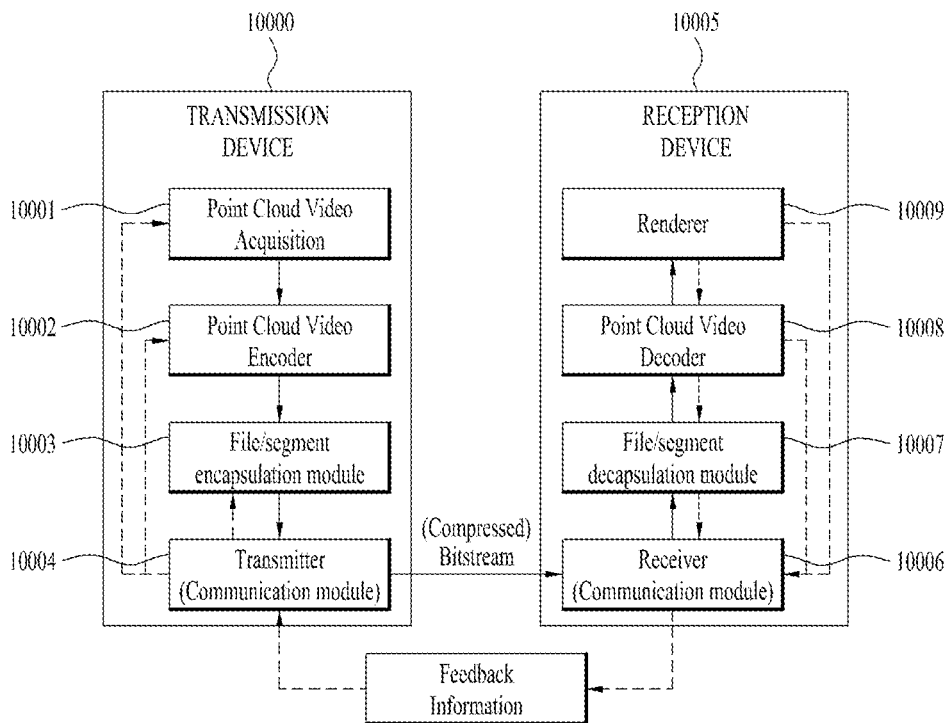 10000
10005
TRANSMISSION
DEVICE
RECEPTION
DEVICE
10001
Point Cloud Video
Acquisition
Renderer
10009
10002
Point Cloud Video
Encoder
Point Cloud Video
Decoder
10008
10003
File/segment
encapsulation module
File/segment
decapsulation module
10007
10004
Transmitter
(Communication module)
(Compressed)
Bitstream
Receiver
(Communication module)
10006
Feedback
Information